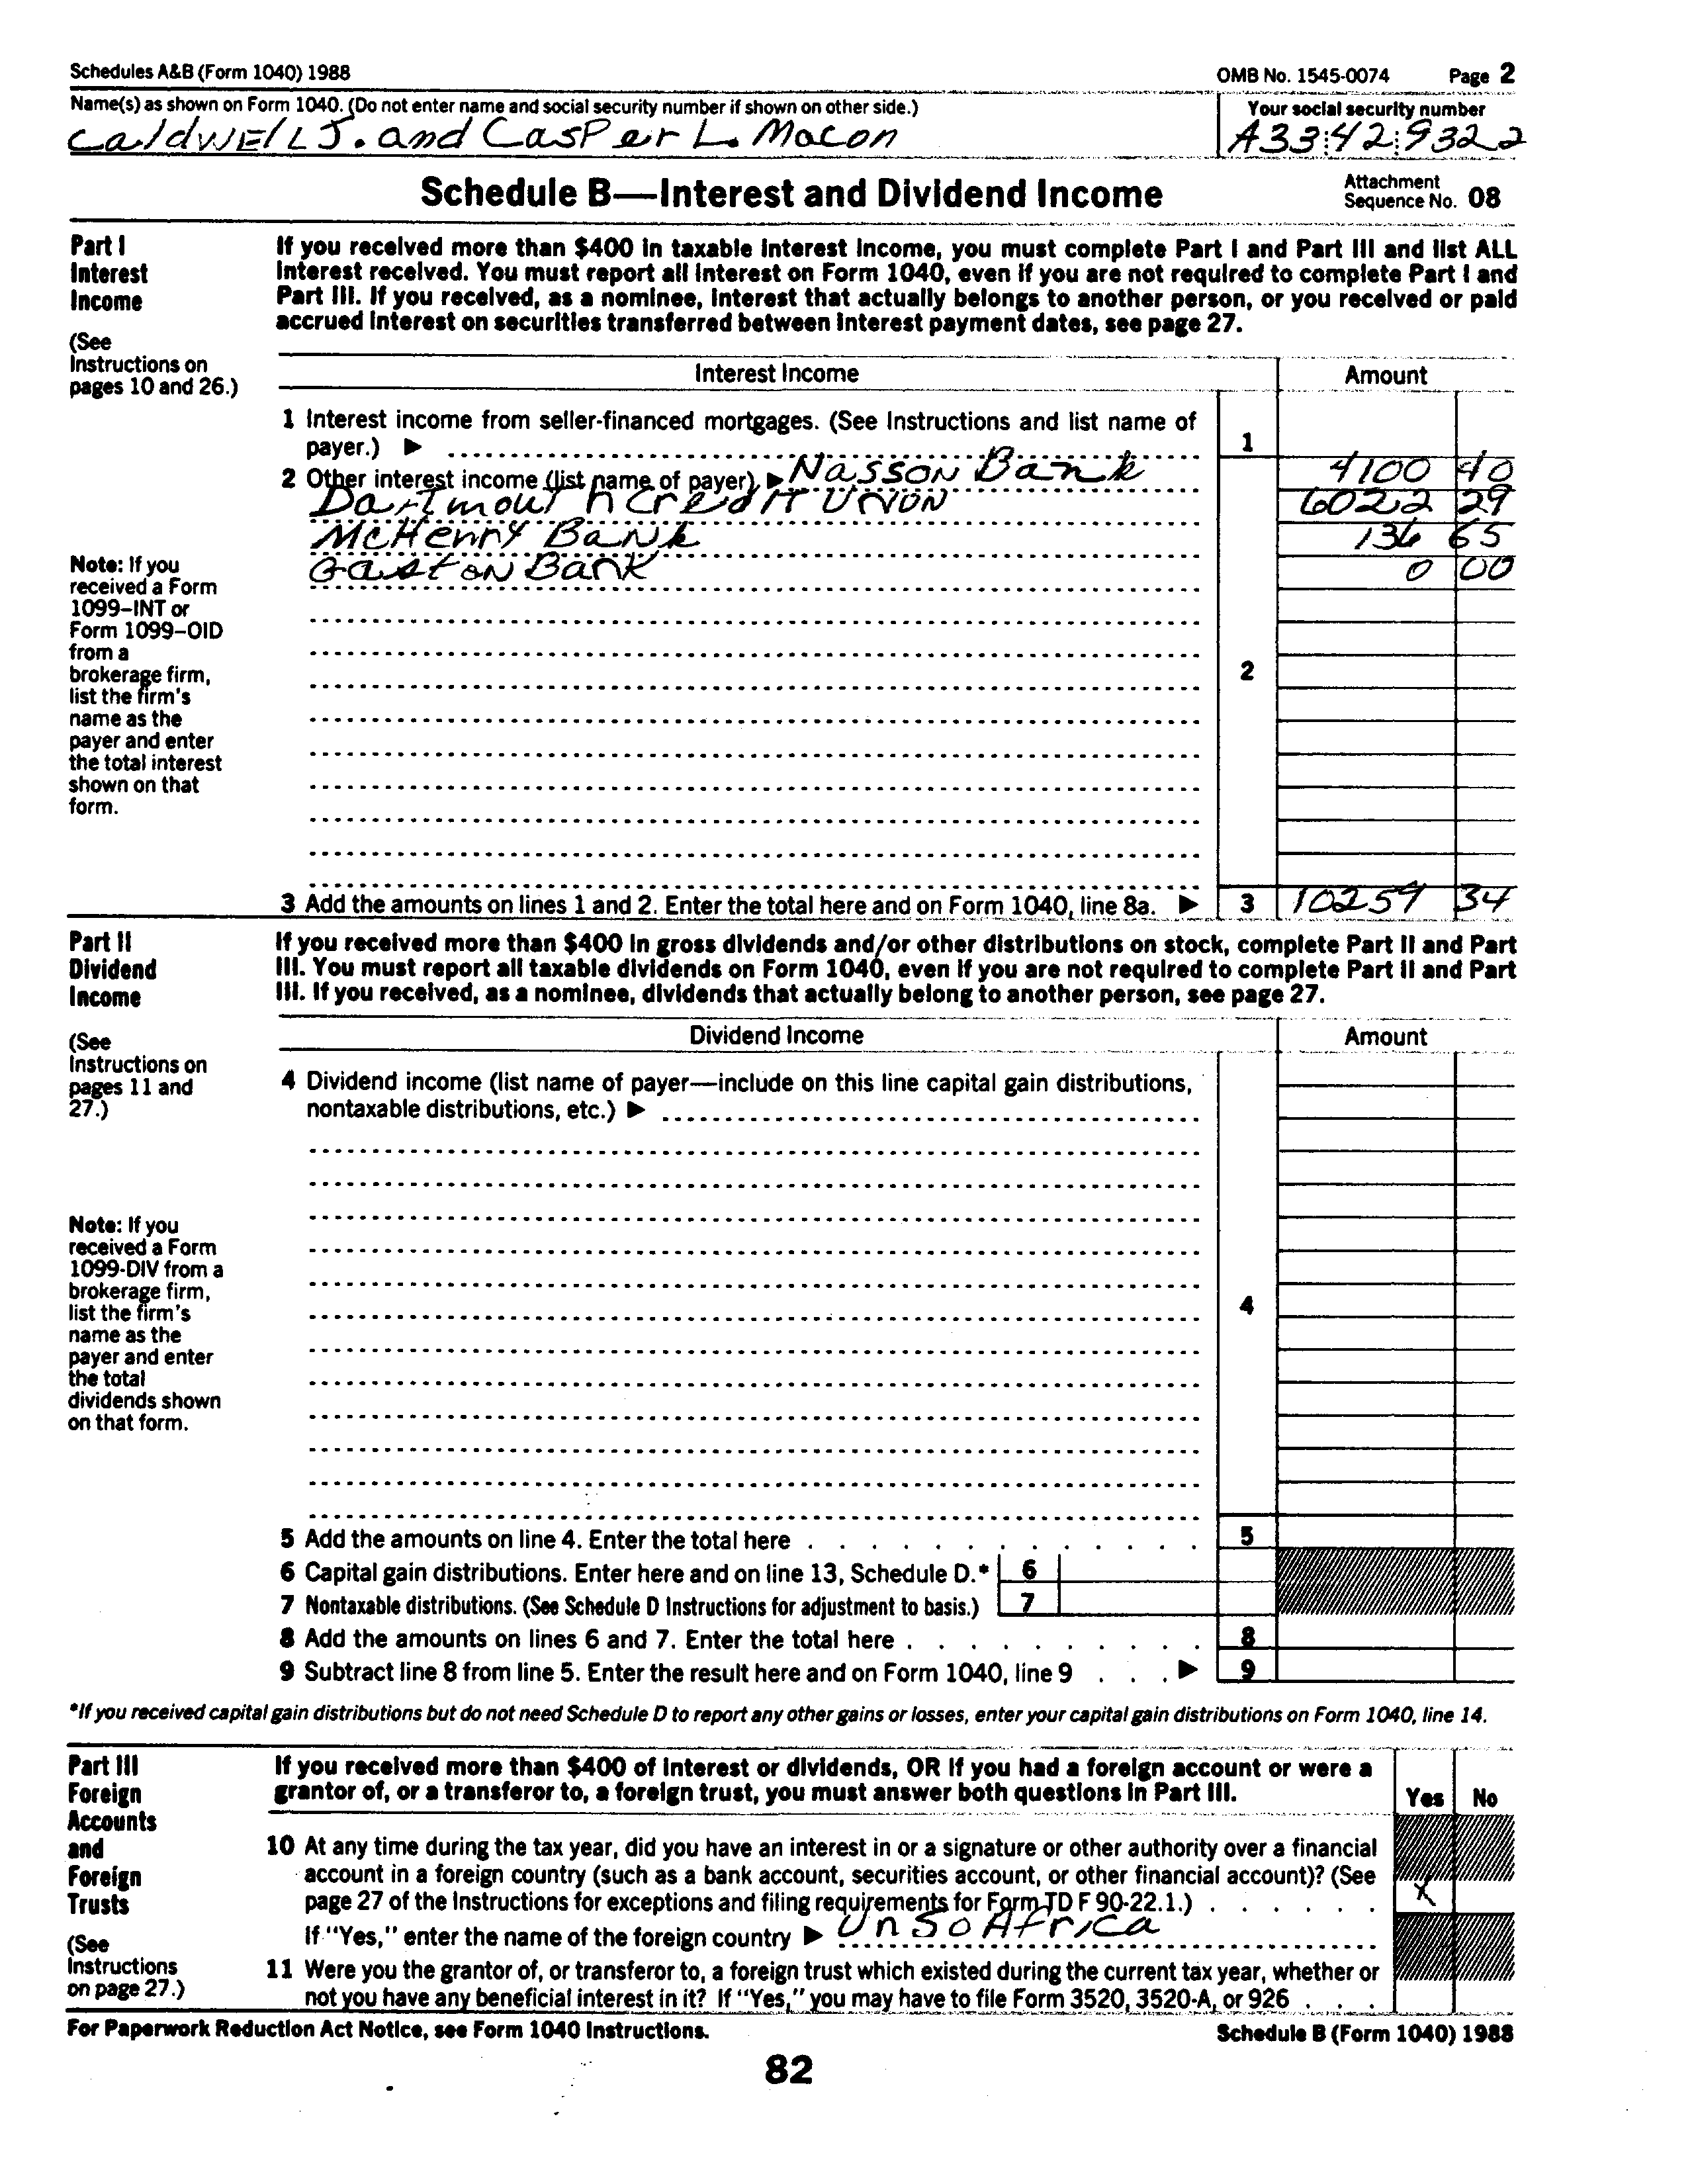 Schedules A&B (Form 1040) 1988 OMB No. 1545-0074 Page 2
Name(s) as shown on Form 1040. (Do not enter name and social security number if shown on other side.) Your social security number
CaldWElL J. and CasPer L. Macon A33:42:9322
Schedule B—Interest and Dividend Income
Attachment
Sequence No. 08
Part I
Interest
Income
(See
Instructions on
pages 10 and 26.)
If you received more than $400 in taxable interest income, you must complete Part I and Part III and list ALL
interest received. You must report all interest on Form 1040, even if you are not required to complete Part I and
Part III. If you received, as a nominee, interest that actually belongs to another person, or you received or paid
accrued interest on securities transferred between interest payment dates, see page 27.
Interest Income Amount
1 Interest income from seller-financed mortgages. (See Instructions and list name of
payer.) ▶ 1
2 Other interest income (list name of payer) ▶ Nasson Bank 4100 40
Dartmouth Credit Union 6022 29
McHenry Bank 136 65
Gaston Bank 0 00
Note: If you
received a Form
1099–INT or
Form 1099–OID
from a
brokerage firm,
list the firm's
name as the
payer and enter
the total interest
shown on that
form.
2
3 Add the amounts on lines 1 and 2. Enter the total here and on Form 1040, line 8a. ▶ 3 10259 34
Part II
Dividend
Income
(See
Instructions on
pages 11 and
27.)
If you received more than $400 in gross dividends and/or other distributions on stock, complete Part II and Part
III. You must report all taxable dividends on Form 1040, even if you are not required to complete Part II and Part
III. If you received, as a nominee, dividends that actually belong to another person, see page 27.
Dividend Income Amount
4 Dividend income (list name of payer—include on this line capital gain distributions,
nontaxable distributions, etc.) ▶
Note: If you
received a Form
1099-DIV from a
brokerage firm,
list the firm's
name as the
payer and enter
the total
dividends shown
on that form.
4
5 Add the amounts on line 4. Enter the total here . . . . . . . . . . . . 5
6 Capital gain distributions. Enter here and on line 13, Schedule D.* 6
7 Nontaxable distributions. (See Schedule D Instructions for adjustment to basis.) 7
8 Add the amounts on lines 6 and 7. Enter the total here . . . . . . . . . . 8
9 Subtract line 8 from line 5. Enter the result here and on Form 1040, line 9 . . . ▶ 9
*If you received capital gain distributions but do not need Schedule D to report any other gains or losses, enter your capital gain distributions on Form 1040, line 14.
Part III
Foreign
Accounts
and
Foreign
Trusts
(See
Instructions
on page 27.)
If you received more than $400 of interest or dividends, OR if you had a foreign account or were a
grantor of, or a transferor to, a foreign trust, you must answer both questions in Part III. Yes No
10 At any time during the tax year, did you have an interest in or a signature or other authority over a financial
account in a foreign country (such as a bank account, securities account, or other financial account)? (See
page 27 of the Instructions for exceptions and filing requirements for Form TD F 90-22.1.) . . . . . . X
If "Yes," enter the name of the foreign country ▶ Un So Africa
11 Were you the grantor of, or transferor to, a foreign trust which existed during the current tax year, whether or
not you have any beneficial interest in it? If "Yes," you may have to file Form 3520, 3520-A, or 926 . . .
For Paperwork Reduction Act Notice, see Form 1040 Instructions. Schedule B (Form 1040) 1988
82